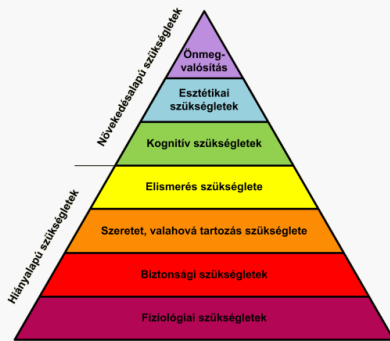 Növekedésalapú szükségletek
Hiányalapú szükségletek
Önmeg-
valósítás
Esztétikai
szükségletek
Kognitív szükségletek
Elismerés szükséglete
Szeretet, valahová tartozás szükséglete
Biztonsági szükségletek
Fiziológiai szükségletek